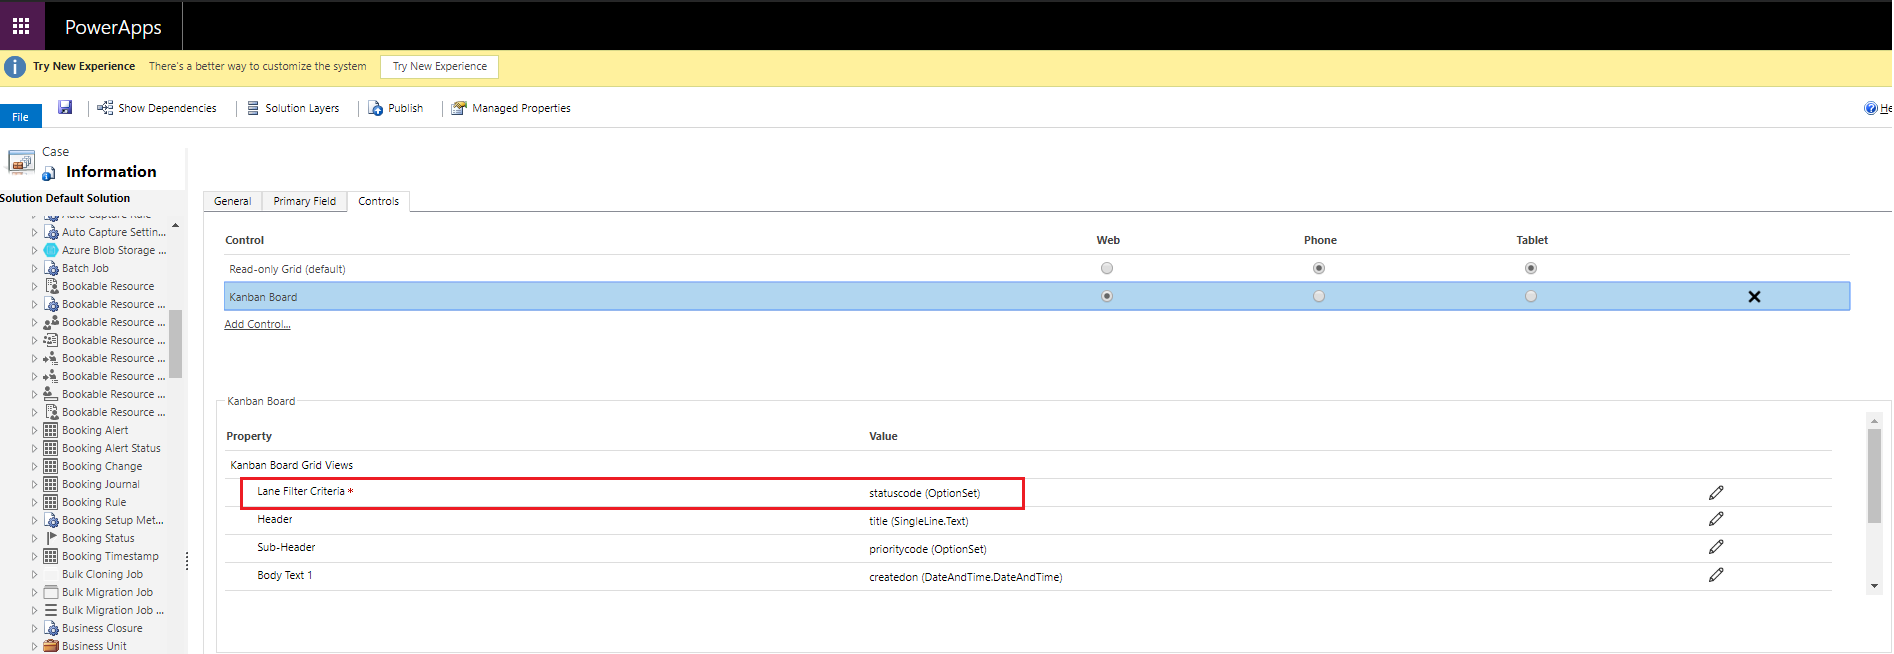 PowerApps
Try New Experience There's a better way to customize the system Try New Experience
File Show Dependencies Solution Layers Publish Managed Properties He
Case
Information
Solution Default Solution
Auto Capture Rule
Auto Capture Settin...
Azure Blob Storage ...
Batch Job
Bookable Resource
Bookable Resource ...
Bookable Resource ...
Bookable Resource ...
Bookable Resource ...
Bookable Resource ...
Bookable Resource ...
Bookable Resource ...
Booking Alert
Booking Alert Status
Booking Change
Booking Journal
Booking Rule
Booking Setup Met...
Booking Status
Booking Timestamp
Bulk Cloning Job
Bulk Migration Job
Bulk Migration Job ...
Business Closure
Business Unit
General Primary Field Controls
Control Web Phone Tablet
Read-only Grid (default)
Kanban Board
Add Control...
Kanban Board
Property Value
Kanban Board Grid Views
Lane Filter Criteria * statuscode (OptionSet)
Header title (SingleLine.Text)
Sub-Header prioritycode (OptionSet)
Body Text 1 createdon (DateAndTime.DateAndTime)